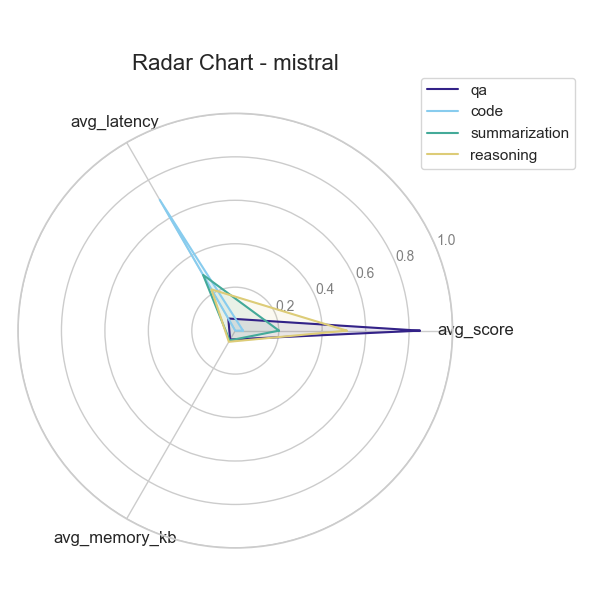 Radar Chart - mistral
qa
code
summarization
reasoning
avg_latency
1.0
0.8
0.6
0.4
0.2
avg_score
avg_memory_kb